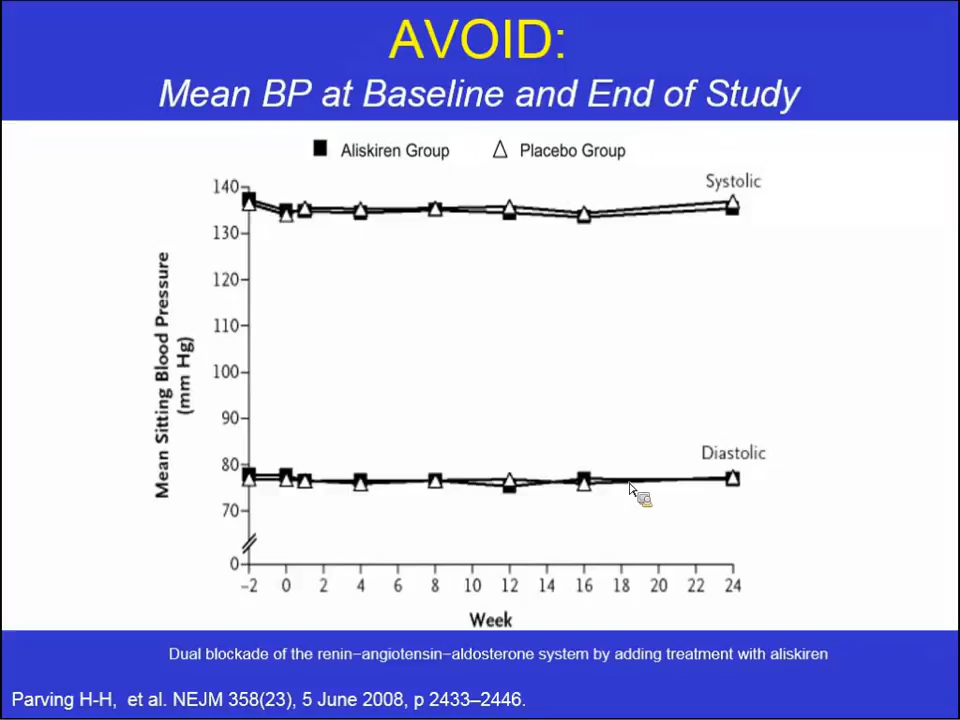 AVOID:
Mean BP at Baseline and End of Study
Aliskiren Group
Placebo Group
Systolic
140
130
120
110
100
90
80
70
0
Mean Sitting Blood Pressure
(mm Hg)
Diastolic
−2 0 2 4 6 8 10 12 14 16 18 20 22 24
Week
Dual blockade of the renin−angiotensin−aldosterone system by adding treatment with aliskiren
Parving H-H, et al. NEJM 358(23), 5 June 2008, p 2433–2446.